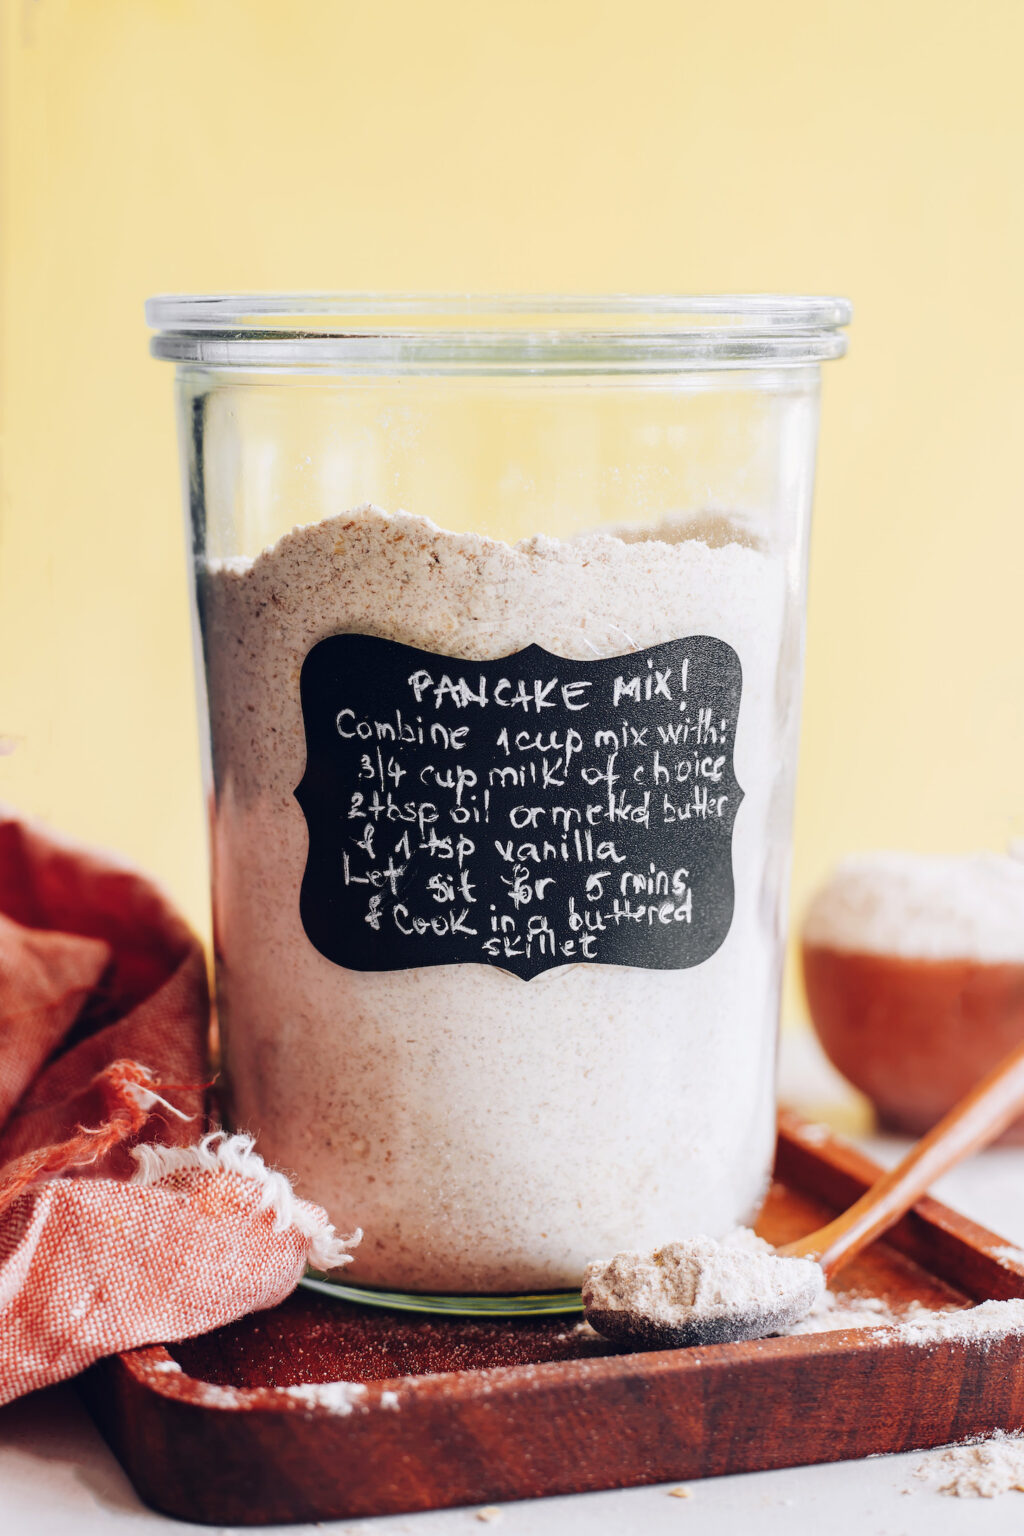 PANCAKE MIX!
Combine 1 cup mix with:
3/4 cup milk of choice
2 tbsp oil or melted butter
& 1 tsp vanilla
Let sit for 5 mins
& Cook in a buttered
skillet